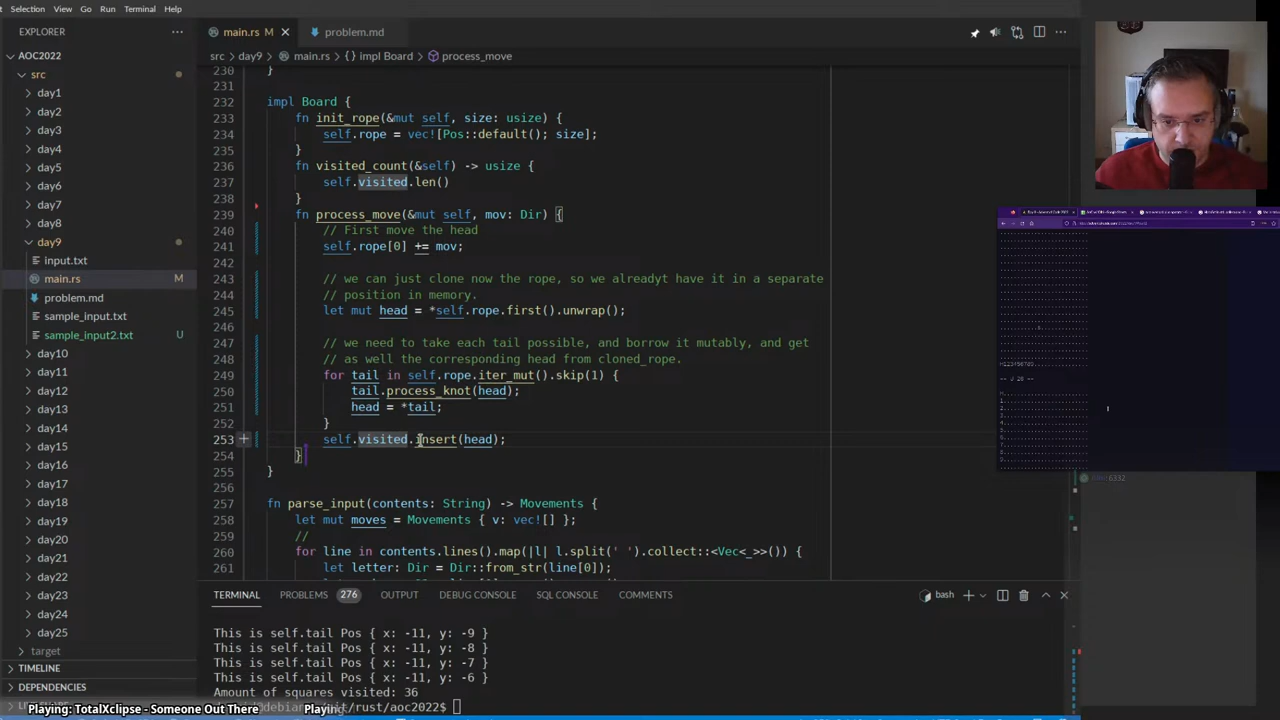 Selection View Go Run Terminal Help
EXPLORER
AOC2022
src
day1
day2
day3
day4
day5
day6
day7
day8
day9
input.txt
main.rs M
problem.md
sample_input.txt
sample_input2.txt U
day10
day11
day12
day13
day14
day15
day16
day17
day18
day19
day20
day21
day22
day23
day24
day25
target
TIMELINE
DEPENDENCIES
main.rs M
problem.md
src > day9 > main.rs > {} impl Board > process_move
230 }
231
232 impl Board {
233 fn init_rope(&mut self, size: usize) {
234 self.rope = vec![Pos::default(); size];
235 }
236 fn visited_count(&self) -> usize {
237 self.visited.len()
238 }
239 fn process_move(&mut self, mov: Dir) {
240 // First move the head
241 self.rope[0] += mov;
242
243 // we can just clone now the rope, so we alreadyt have it in a separate
244 // position in memory.
245 let mut head = *self.rope.first().unwrap();
246
247 // we need to take each tail possible, and borrow it mutably, and get
248 // as well the corresponding head from cloned_rope.
249 for tail in self.rope.iter_mut().skip(1) {
250 tail.process_knot(head);
251 head = *tail;
252 }
253 self.visited.insert(head);
254 }
255 }
256
257 fn parse_input(contents: String) -> Movements {
258 let mut moves = Movements { v: vec![] };
259 //
260 for line in contents.lines().map(|l| l.split(' ').collect::<Vec<_>>()) {
261 let letter: Dir = Dir::from_str(line[0]);
TERMINAL PROBLEMS 276 OUTPUT DEBUG CONSOLE SQL CONSOLE COMMENTS
bash
This is self.tail Pos { x: -11, y: -9 }
This is self.tail Pos { x: -11, y: -8 }
This is self.tail Pos { x: -11, y: -7 }
This is self.tail Pos { x: -11, y: -6 }
Amount of squares visited: 36
/rust/aoc2022$
Playing: TotalXclipse - Someone Out There
Playing:
6332